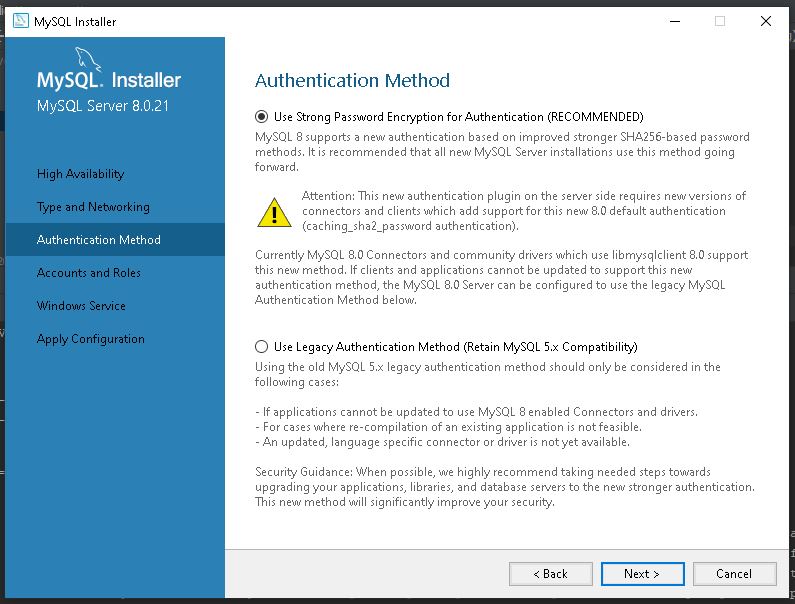 MySQL Installer
MySQL. Installer
MySQL Server 8.0.21
High Availability
Type and Networking
Authentication Method
Accounts and Roles
Windows Service
Apply Configuration
Authentication Method
Use Strong Password Encryption for Authentication (RECOMMENDED)
MySQL 8 supports a new authentication based on improved stronger SHA256-based password
methods. It is recommended that all new MySQL Server installations use this method going
forward.
Attention: This new authentication plugin on the server side requires new versions of
connectors and clients which add support for this new 8.0 default authentication
(caching_sha2_password authentication).
Currently MySQL 8.0 Connectors and community drivers which use libmysqlclient 8.0 support
this new method. If clients and applications cannot be updated to support this new
authentication method, the MySQL 8.0 Server can be configured to use the legacy MySQL
Authentication Method below.
Use Legacy Authentication Method (Retain MySQL 5.x Compatibility)
Using the old MySQL 5.x legacy authentication method should only be considered in the
following cases:
- If applications cannot be updated to use MySQL 8 enabled Connectors and drivers.
- For cases where re-compilation of an existing application is not feasible.
- An updated, language specific connector or driver is not yet available.
Security Guidance: When possible, we highly recommend taking needed steps towards
upgrading your applications, libraries, and database servers to the new stronger authentication.
This new method will significantly improve your security.
< Back
Next >
Cancel